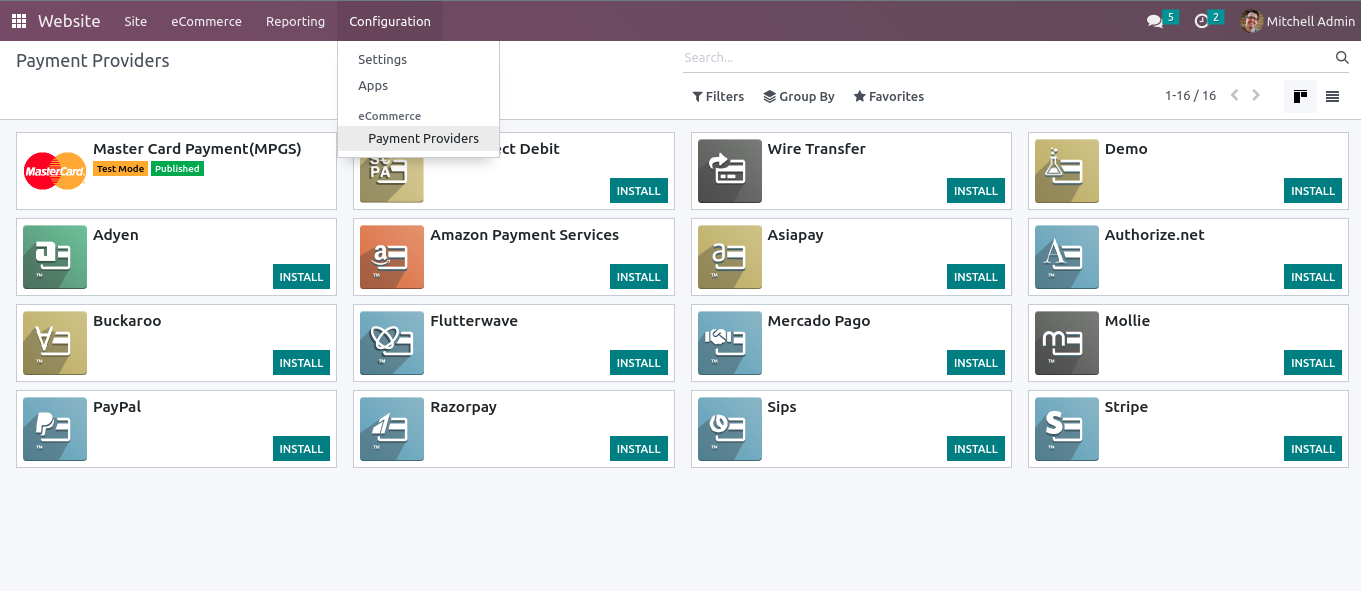 Website Site eCommerce Reporting Configuration 5 2 Mitchell Admin
Payment Providers
Search...
Settings
Apps
eCommerce
Payment Providers
Filters Group By Favorites 1-16 / 16
Master Card Payment(MPGS)
Test Mode Published
MasterCard
ct Debit
PA
INSTALL
Wire Transfer
INSTALL
Demo
INSTALL
Adyen
INSTALL
Amazon Payment Services
INSTALL
Asiapay
INSTALL
Authorize.net
INSTALL
Buckaroo
INSTALL
Flutterwave
INSTALL
Mercado Pago
INSTALL
Mollie
INSTALL
PayPal
INSTALL
Razorpay
INSTALL
Sips
INSTALL
Stripe
INSTALL